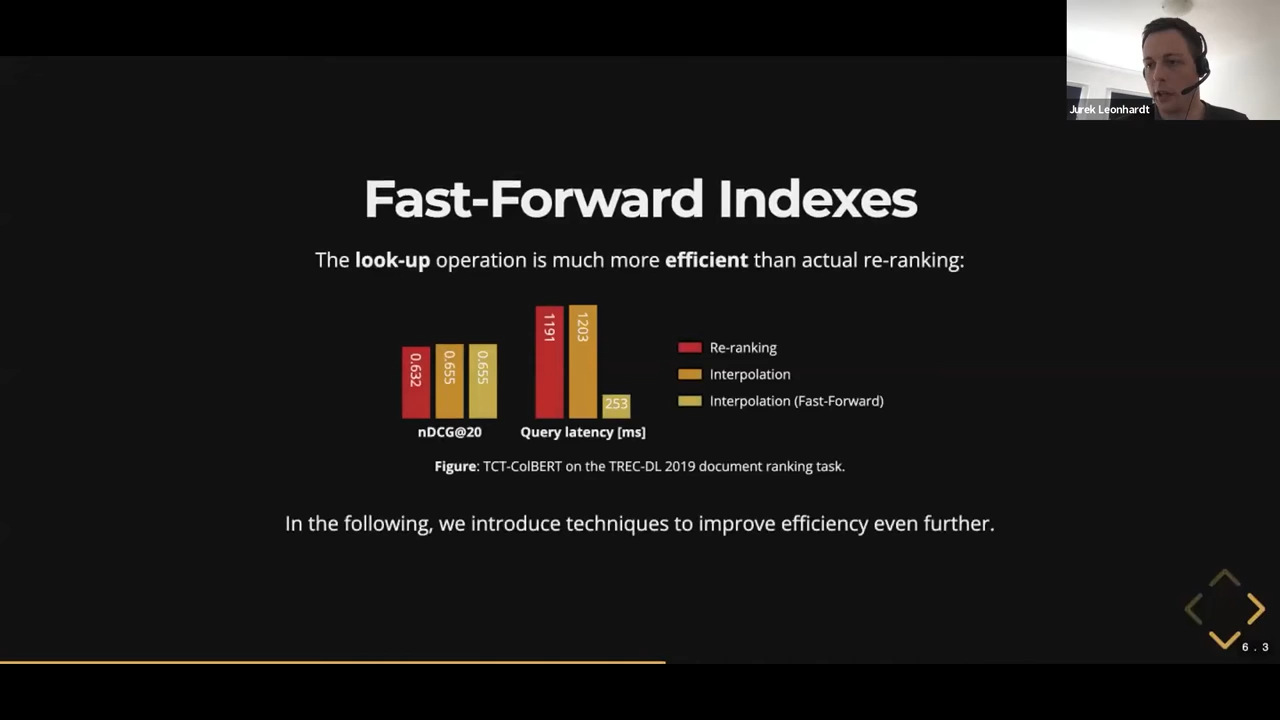 Jurek Leonhardt
Fast-Forward Indexes
The look-up operation is much more efficient than actual re-ranking:
0.632
0.655
0.655
1191
1203
253
nDCG@20
Query latency [ms]
Re-ranking
Interpolation
Interpolation (Fast-Forward)
Figure: TCT-ColBERT on the TREC-DL 2019 document ranking task.
In the following, we introduce techniques to improve efficiency even further.
6.3